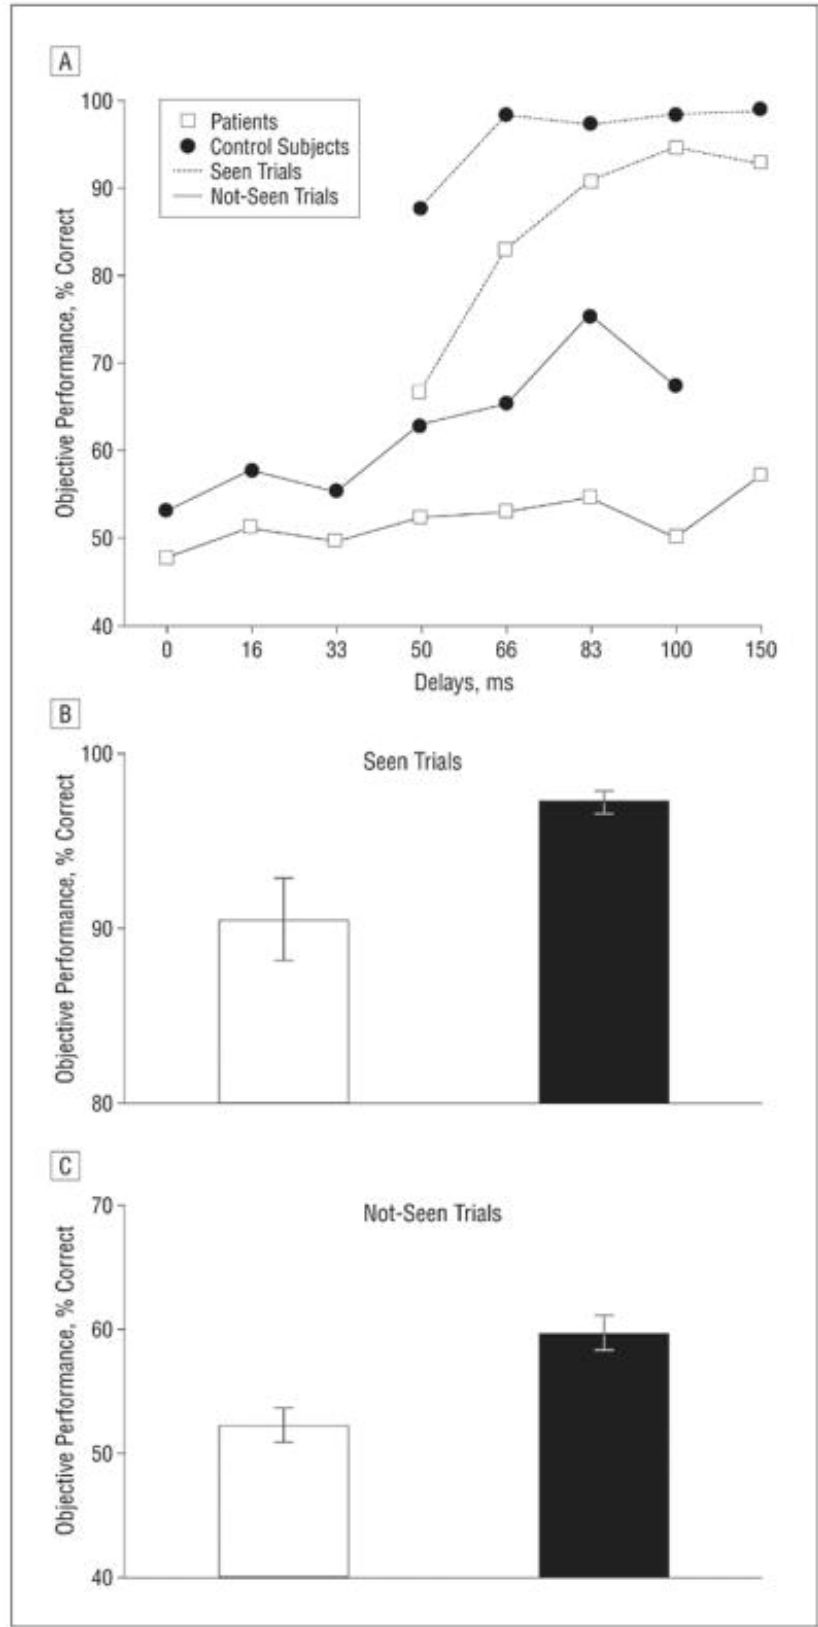 A
Objective Performance, % Correct
100
90
80
70
60
50
40
Patients
Control Subjects
Seen Trials
Not-Seen Trials
0 16 33 50 66 83 100 150
Delays, ms
B
Seen Trials
Objective Performance, % Correct
100
90
80
C
Not-Seen Trials
Objective Performance, % Correct
70
60
50
40